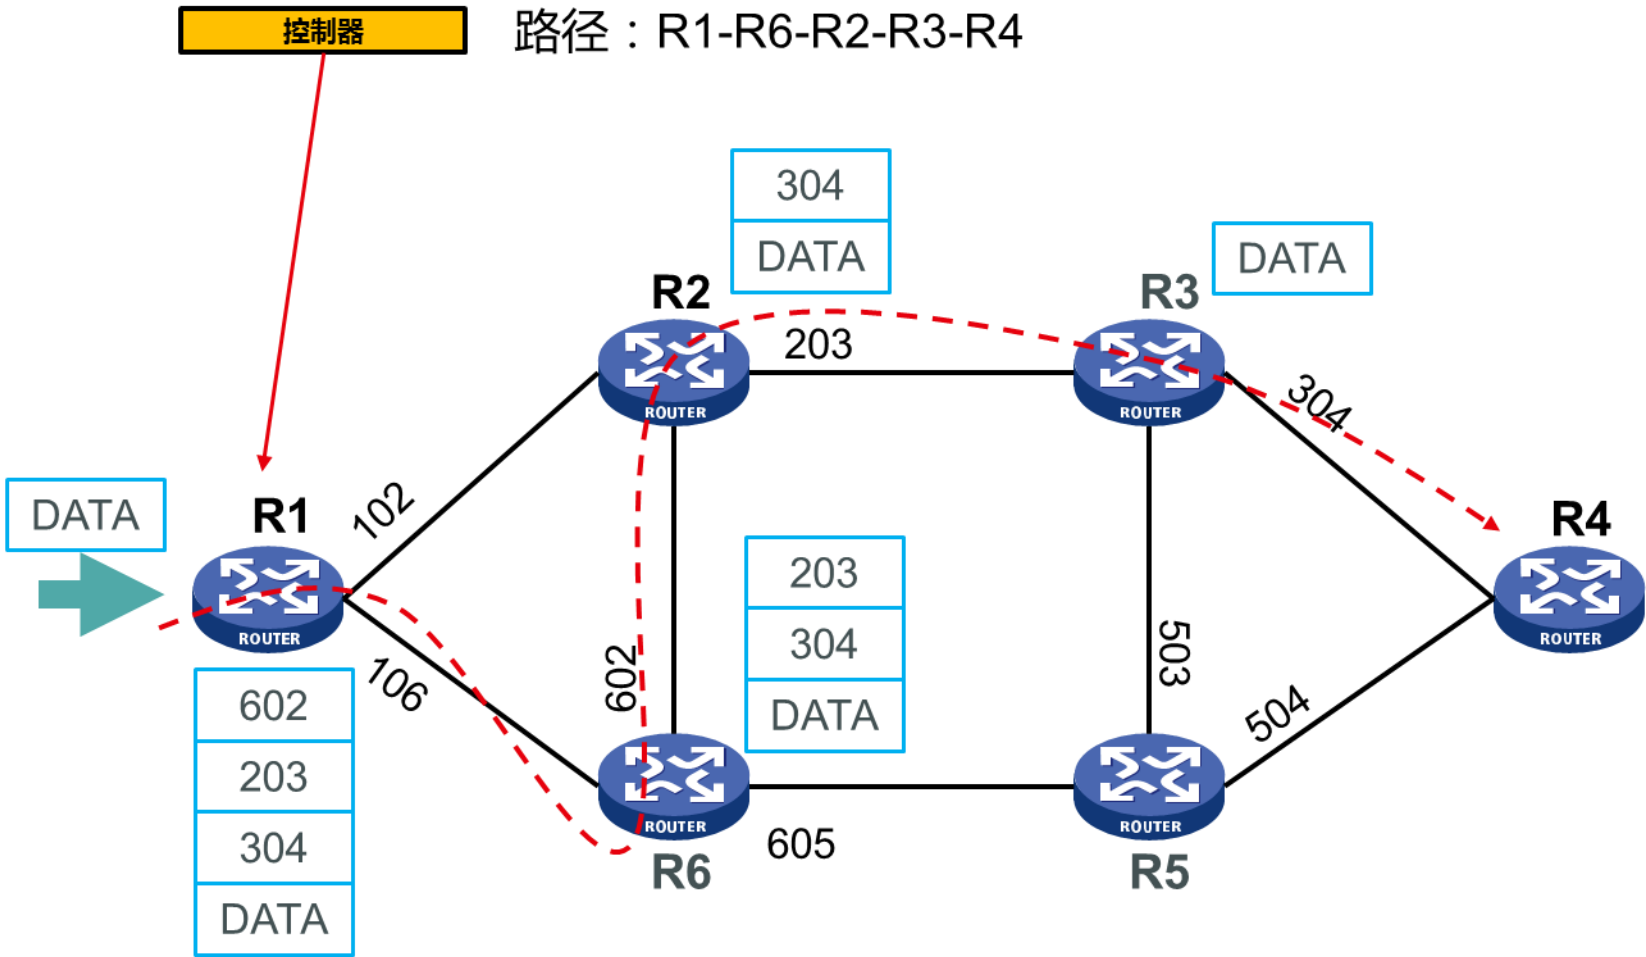 控制器
路径：R1-R6-R2-R3-R4
304
DATA
R2
ROUTER
203
R3
ROUTER
DATA
304
DATA
R1
ROUTER
102
106
602
203
304
DATA
602
203
304
DATA
ROUTER
R6
605
503
ROUTER
R5
504
R4
ROUTER